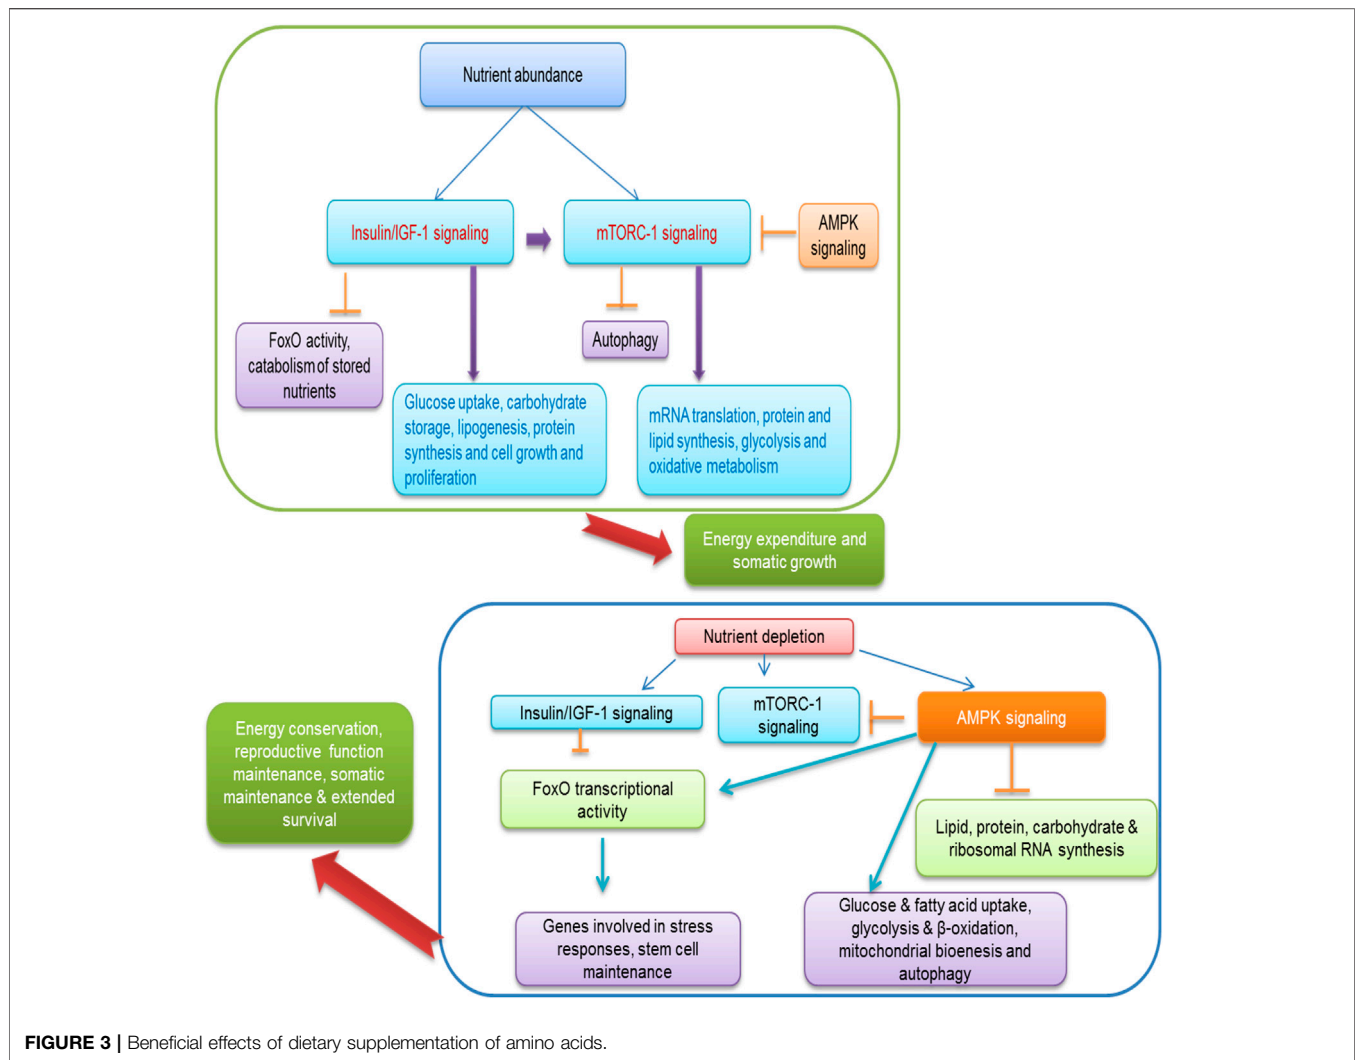 Nutrient abundance
Insulin/IGF-1 signaling
mTORC-1 signaling
AMPK
signaling
FoxO activity,
catabolism of stored
nutrients
Autophagy
Glucose uptake, carbohydrate
storage, lipogenesis, protein
synthesis and cell growth and
proliferation
mRNA translation, protein and
lipid synthesis, glycolysis and
oxidative metabolism
Energy expenditure and
somatic growth
Nutrient depletion
Insulin/IGF-1 signaling
mTORC-1
signaling
AMPK signaling
Energy conservation,
reproductive function
maintenance, somatic
maintenance & extended
survival
FoxO transcriptional
activity
Lipid, protein, carbohydrate &
ribosomal RNA synthesis
Genes involved in stress
responses, stem cell
maintenance
Glucose & fatty acid uptake,
glycolysis & β-oxidation,
mitochondrial bioenesis and
autophagy
FIGURE 3 | Beneficial effects of dietary supplementation of amino acids.